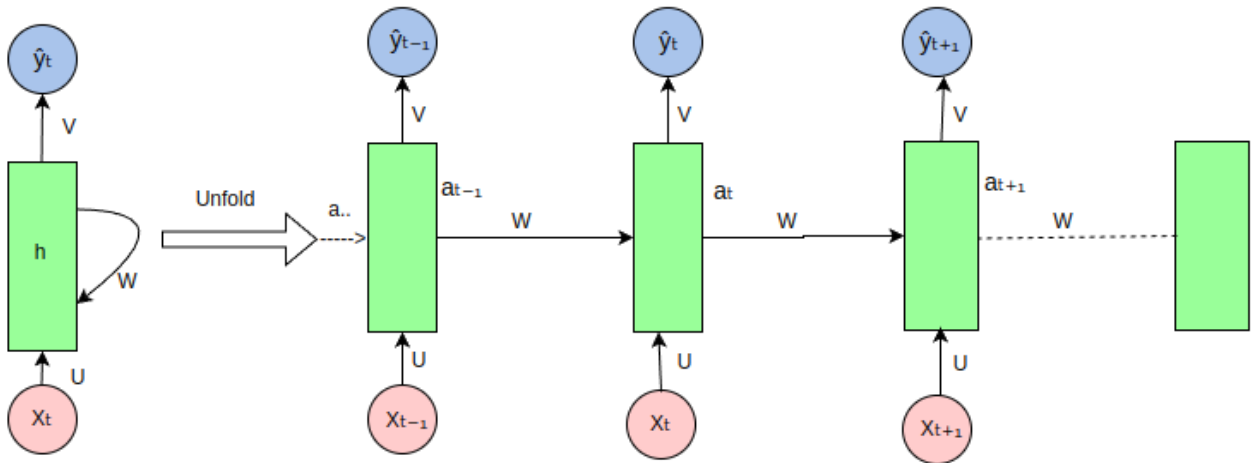 ŷt
V
h
W
U
Xt
Unfold
a..
ŷt−1
V
at−1
W
U
Xt−1
ŷt
V
at
W
U
Xt
ŷt+1
V
at+1
W
U
Xt+1